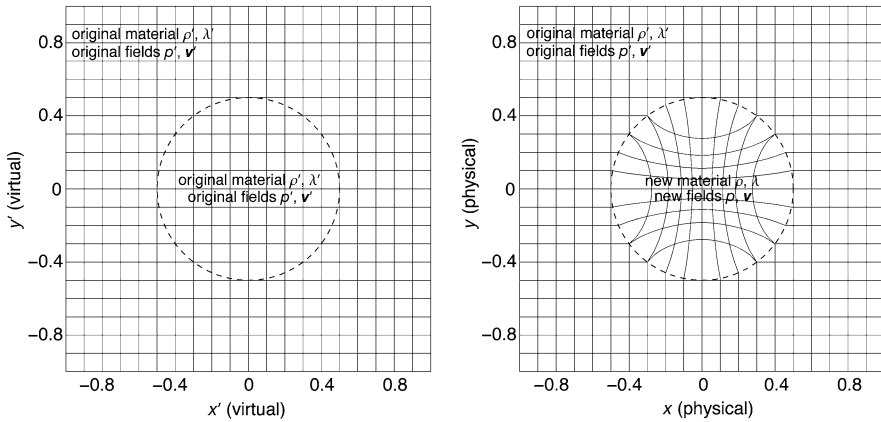 original material ρ′, λ′
original fields p′, v′
original material ρ′, λ′
original fields p′, v′
0.8
0.4
0
−0.4
−0.8
y′ (virtual)
−0.8
−0.4
0
0.4
0.8
x′ (virtual)
original material ρ′, λ′
original fields p′, v′
new material ρ, λ
new fields p, v
0.8
0.4
0
−0.4
−0.8
y (physical)
−0.8
−0.4
0
0.4
0.8
x (physical)